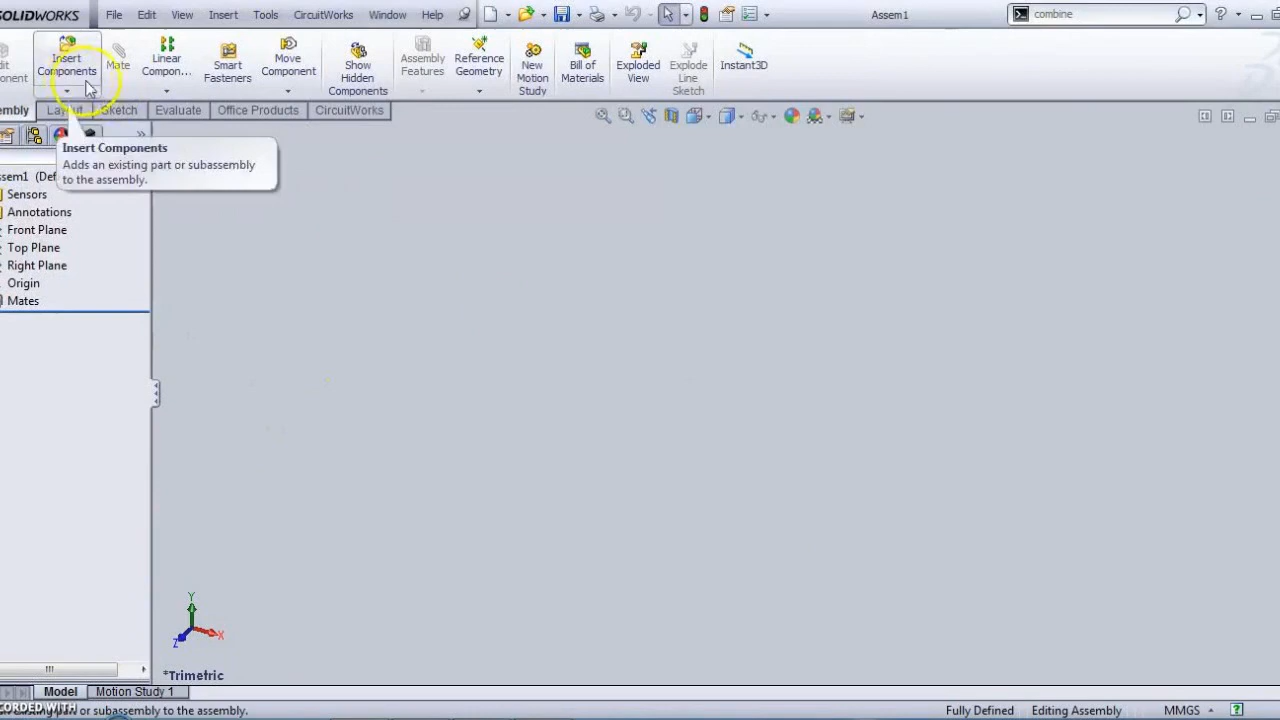 SOLIDWORKS File Edit View Insert Tools CircuitWorks Window Help Assem1 combine
Insert Components
Mate
Linear Compon...
Smart Fasteners
Move Component
Show Hidden Components
Assembly Features
Reference Geometry
New Motion Study
Bill of Materials
Exploded View
Explode Line Sketch
Instant3D
Sketch Evaluate Office Products CircuitWorks
Insert Components
Adds an existing part or subassembly
to the assembly.
Sensors
Annotations
Front Plane
Top Plane
Right Plane
Origin
Mates
Y
X
Z
*Trimetric
Model Motion Study 1
part or subassembly to the assembly. Fully Defined Editing Assembly MMGS